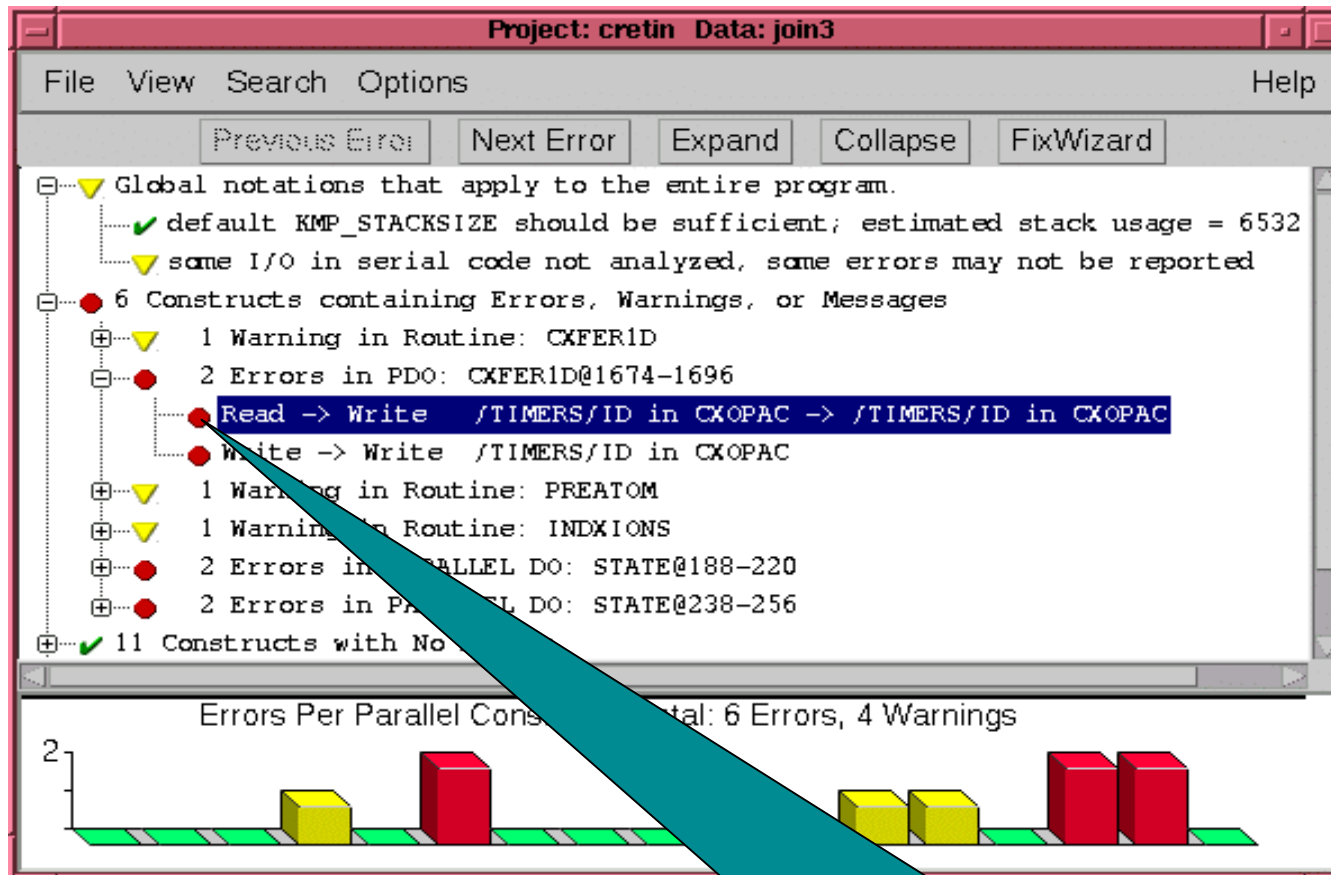 Project: cretin Data: join3
File View Search Options Help
Previous Error Next Error Expand Collapse FixWizard
Global notations that apply to the entire program.
default KMP_STACKSIZE should be sufficient; estimated stack usage = 6532
some I/O in serial code not analyzed, some errors may not be reported
6 Constructs containing Errors, Warnings, or Messages
1 Warning in Routine: CXFER1D
2 Errors in PDO: CXFER1D@1674-1696
Read -> Write /TIMERS/ID in CXOPAC -> /TIMERS/ID in CXOPAC
Write -> Write /TIMERS/ID in CXOPAC
1 Warning in Routine: PREATOM
1 Warning in Routine: INDXIONS
2 Errors in PARALLEL DO: STATE@188-220
2 Errors in PARALLEL DO: STATE@238-256
11 Constructs with No
Errors Per Parallel 6 Errors, 4 Warnings
2